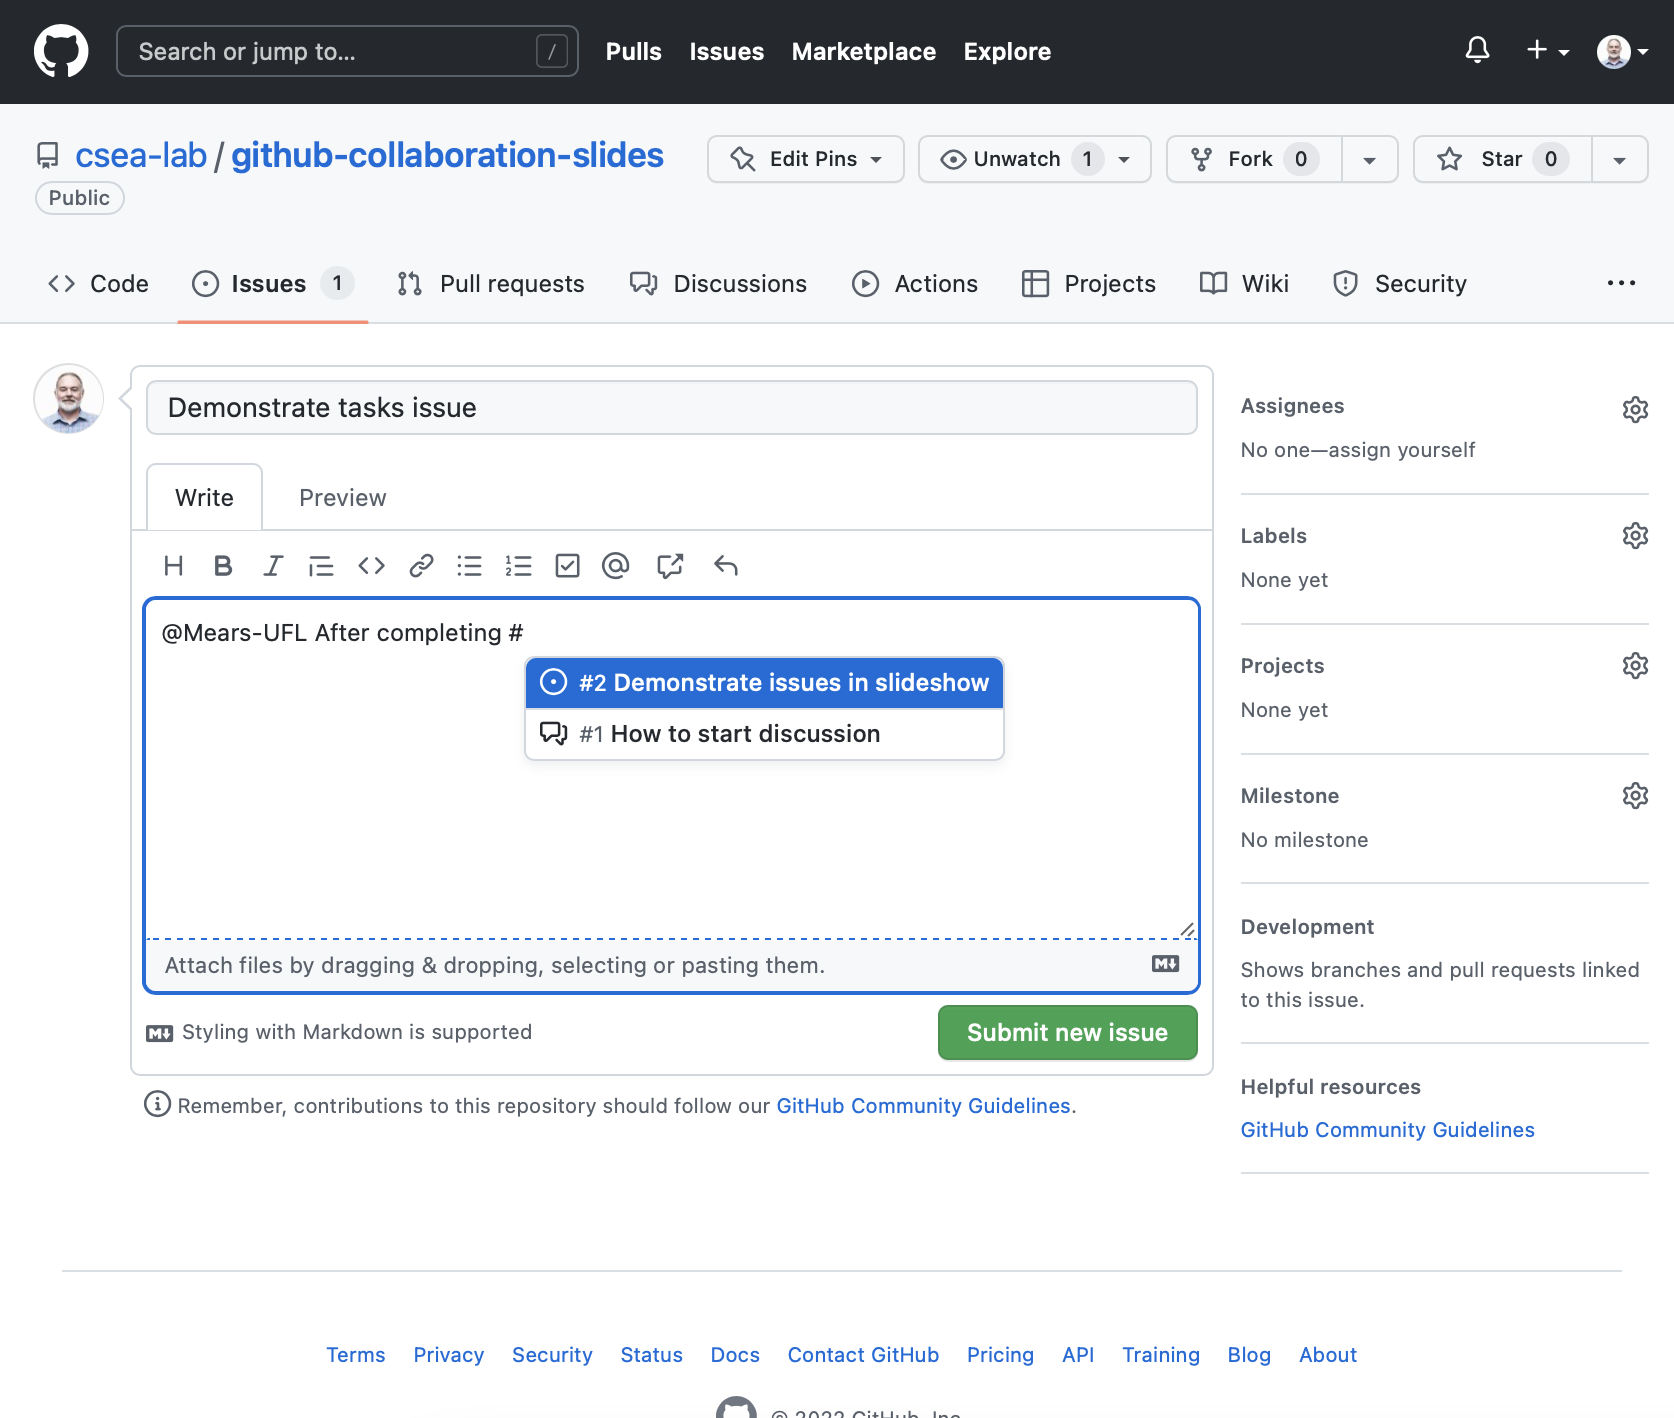 Search or jump to... / Pulls Issues Marketplace Explore
csea-lab / github-collaboration-slides Edit Pins Unwatch 1 Fork 0 Star 0
Public
Code Issues 1 Pull requests Discussions Actions Projects Wiki Security
Demonstrate tasks issue
Write Preview
@Mears-UFL After completing #
#2 Demonstrate issues in slideshow
#1 How to start discussion
Attach files by dragging & dropping, selecting or pasting them.
Styling with Markdown is supported
Submit new issue
Remember, contributions to this repository should follow our GitHub Community Guidelines.
Assignees
No one—assign yourself
Labels
None yet
Projects
None yet
Milestone
No milestone
Development
Shows branches and pull requests linked
to this issue.
Helpful resources
GitHub Community Guidelines
Terms Privacy Security Status Docs Contact GitHub Pricing API Training Blog About
© 2022 GitHub, Inc.